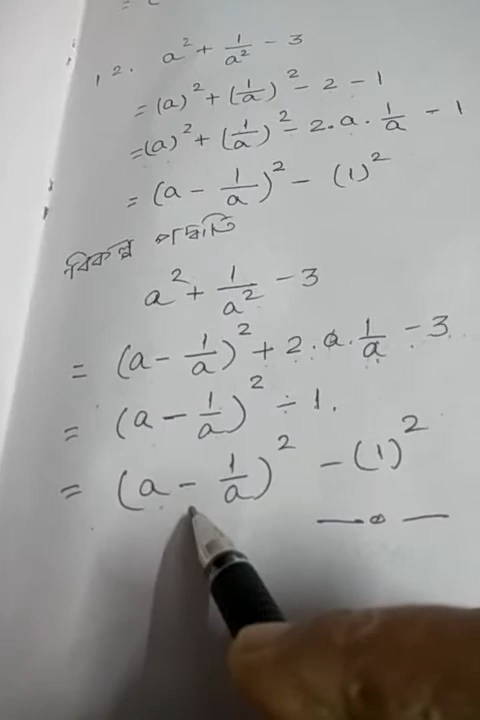 12. a² + 1/a² - 3
= (a)² + (1/a)² - 2 - 1
= (a)² + (1/a)² - 2.a.1/a - 1
= (a - 1/a)² - (1)²
বিকল্প পদ্ধতি
a² + 1/a² - 3
= (a - 1/a)² + 2.a.1/a - 3
= (a - 1/a)² ÷ 1.
= (a - 1/a)² - (1)²